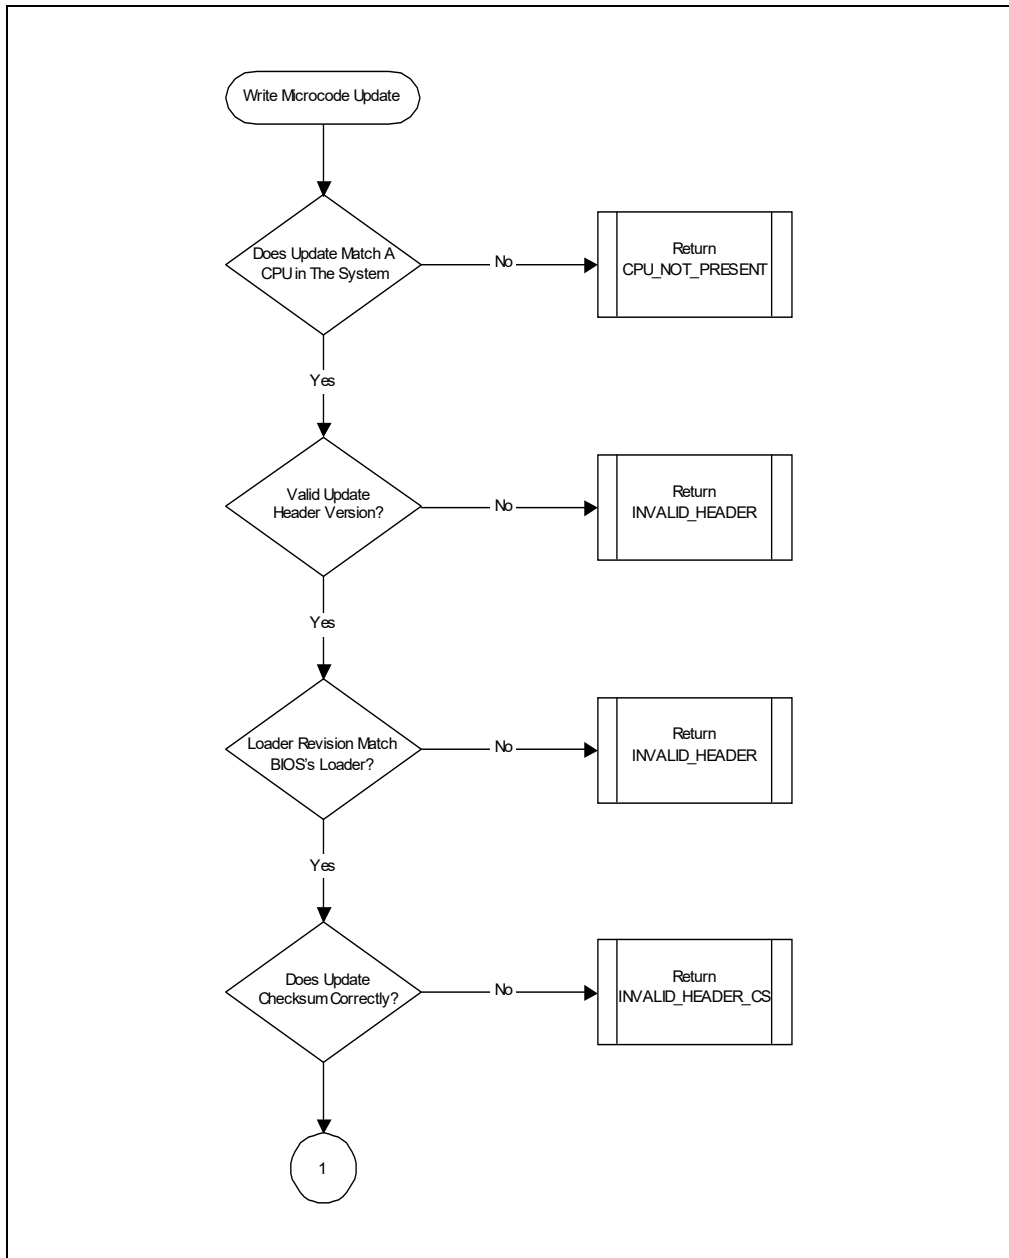 Write Microcode Update
Does Update Match A
CPU in The System
No
Return
CPU_NOT_PRESENT
Yes
Valid Update
Header Version?
No
Return
INVALID_HEADER
Yes
Loader Revision Match
BIOS's Loader?
No
Return
INVALID_HEADER
Yes
Does Update
Checksum Correctly?
No
Return
INVALID_HEADER_CS
1